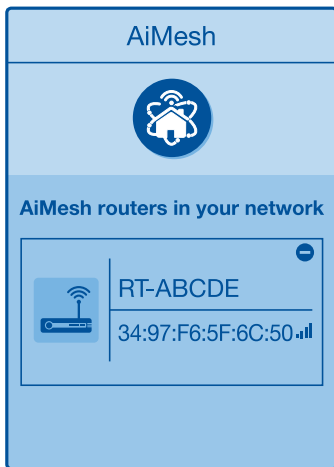 AiMesh
AiMesh routers in your network
RT-ABCDE
34:97:F6:5F:6C:50